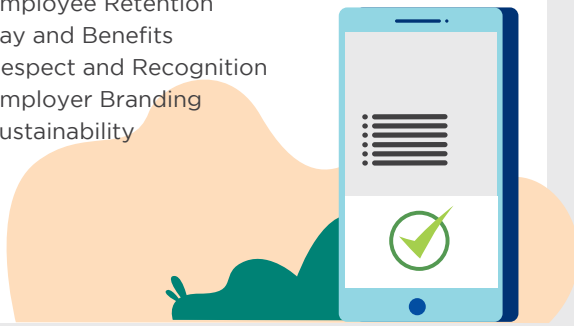 mployee Retention
ay and Benefits
espect and Recognition
mployer Branding
ustainability